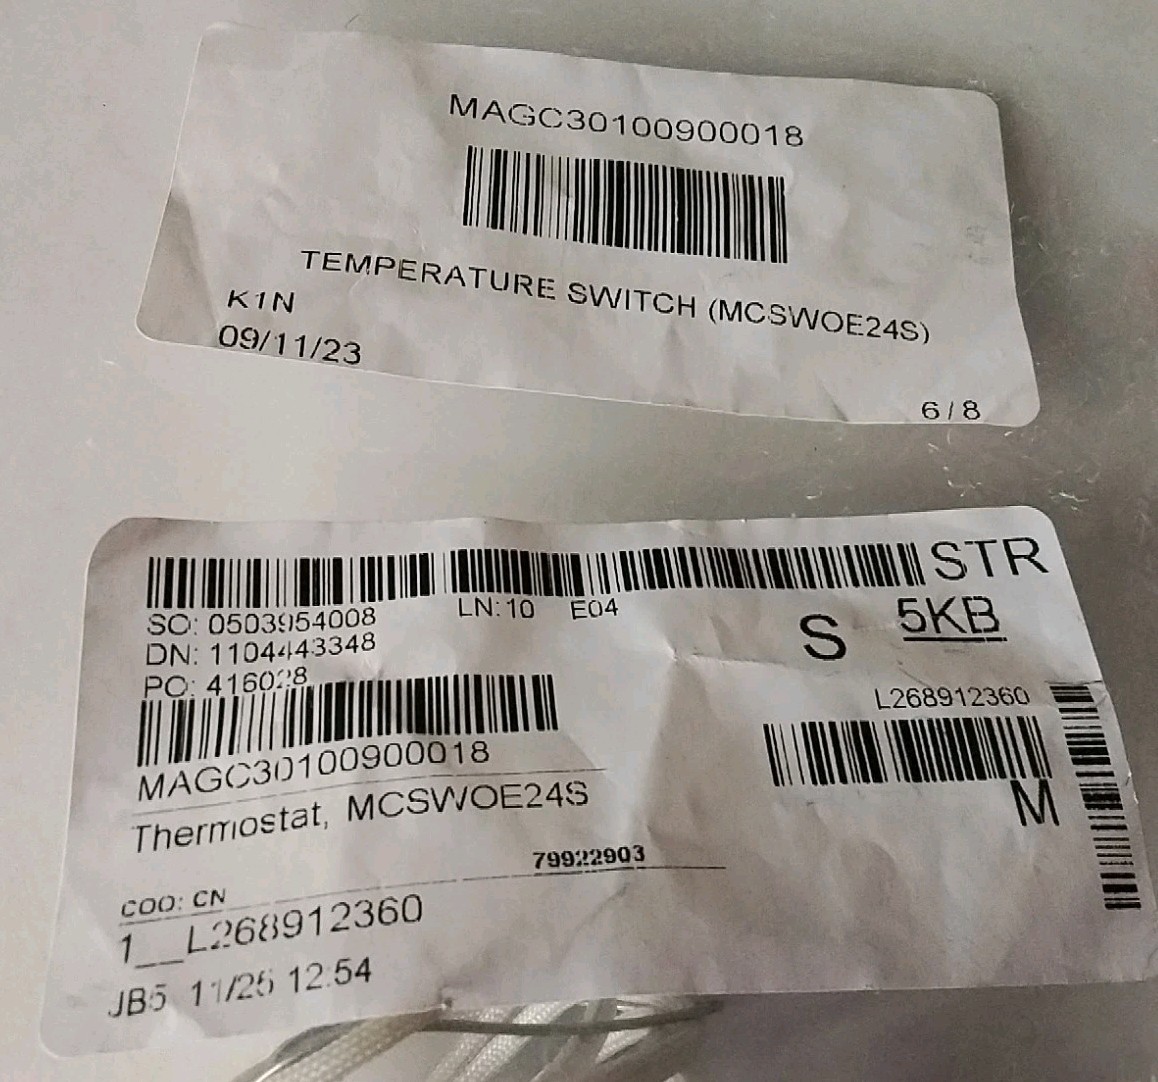 MAGC30100900018
TEMPERATURE SWITCH (MCSWOE24S)
K1N
09/11/23
6/8
STR
SO: 0503954008 LN: 10 E04
S 5KB
DN: 1104443348
PO: 416028
L268912360
MAGC30100900018
M
Thermostat, MCSWOE24S
79922903
COO: CN
1__L268912360
JB5 11/25 12:54